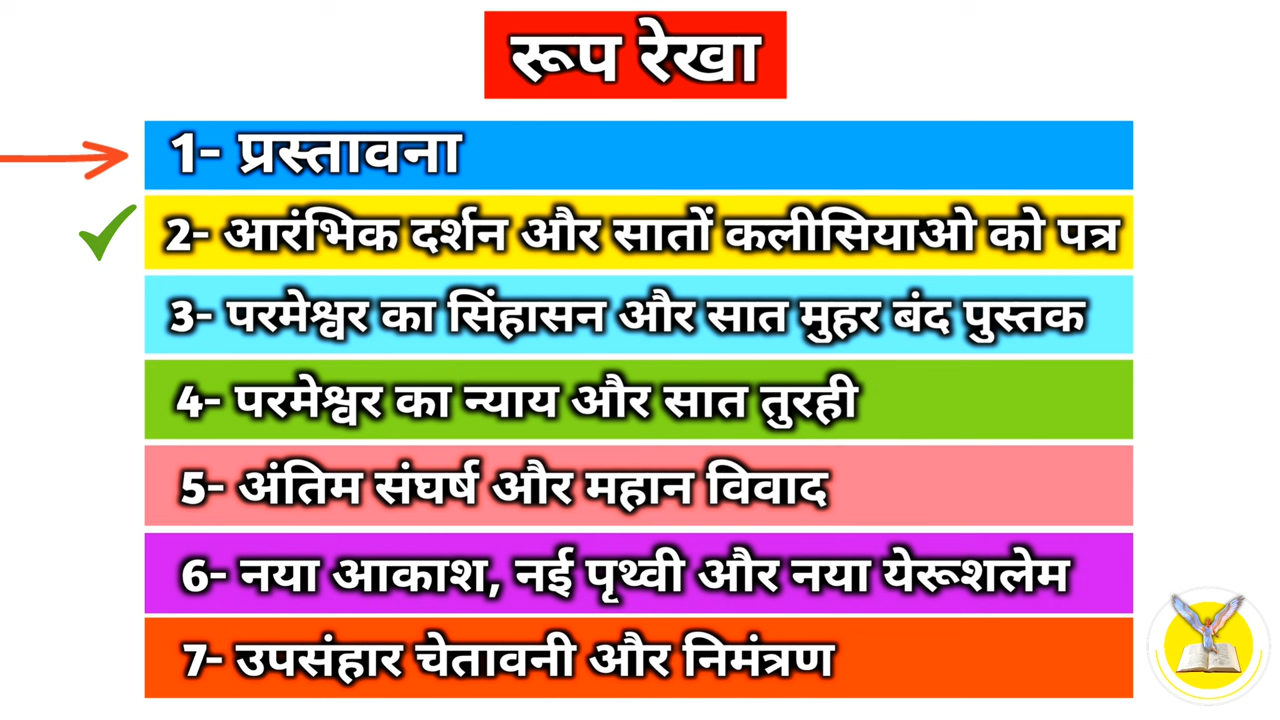 रूप रेखा
1- प्रस्तावना
2- आरंभिक दर्शन और सातों कलीसियाओ को पत्र
3- परमेश्वर का सिंहासन और सात मुहर बंद पुस्तक
4- परमेश्वर का न्याय और सात तुरही
5- अंतिम संघर्ष और महान विवाद
6- नया आकाश, नई पृथ्वी और नया येरूशलेम
7- उपसंहार चेतावनी और निमंत्रण